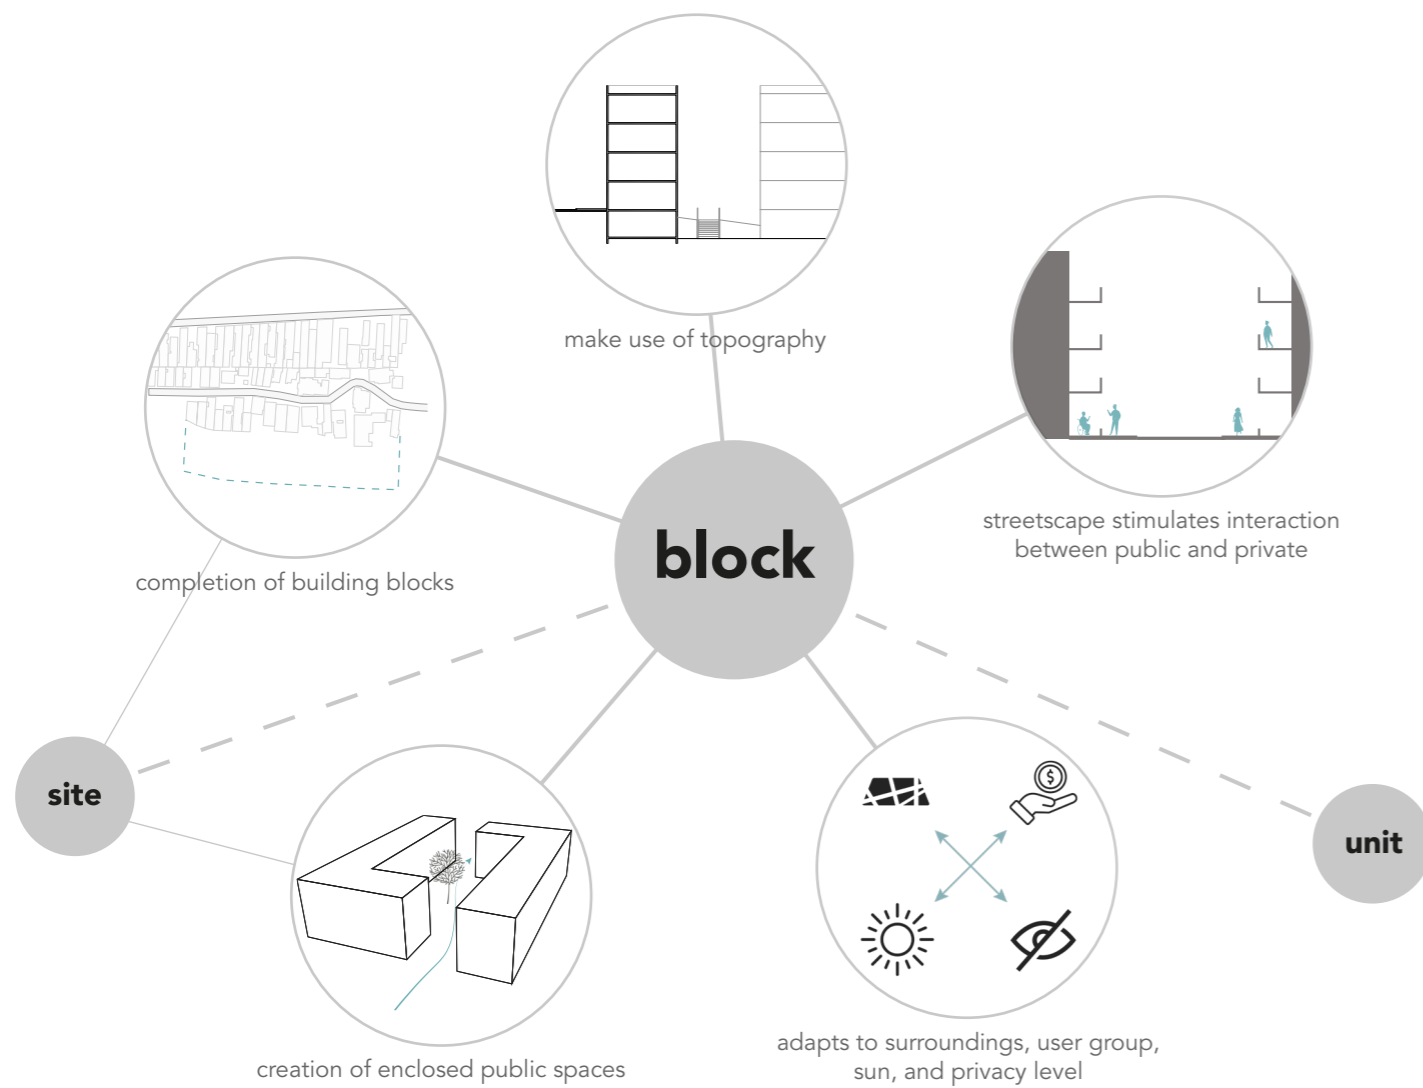 make use of topography
streetscape stimulates interaction
between public and private
completion of building blocks
block
site
unit
creation of enclosed public spaces
adapts to surroundings, user group,
sun, and privacy level
$